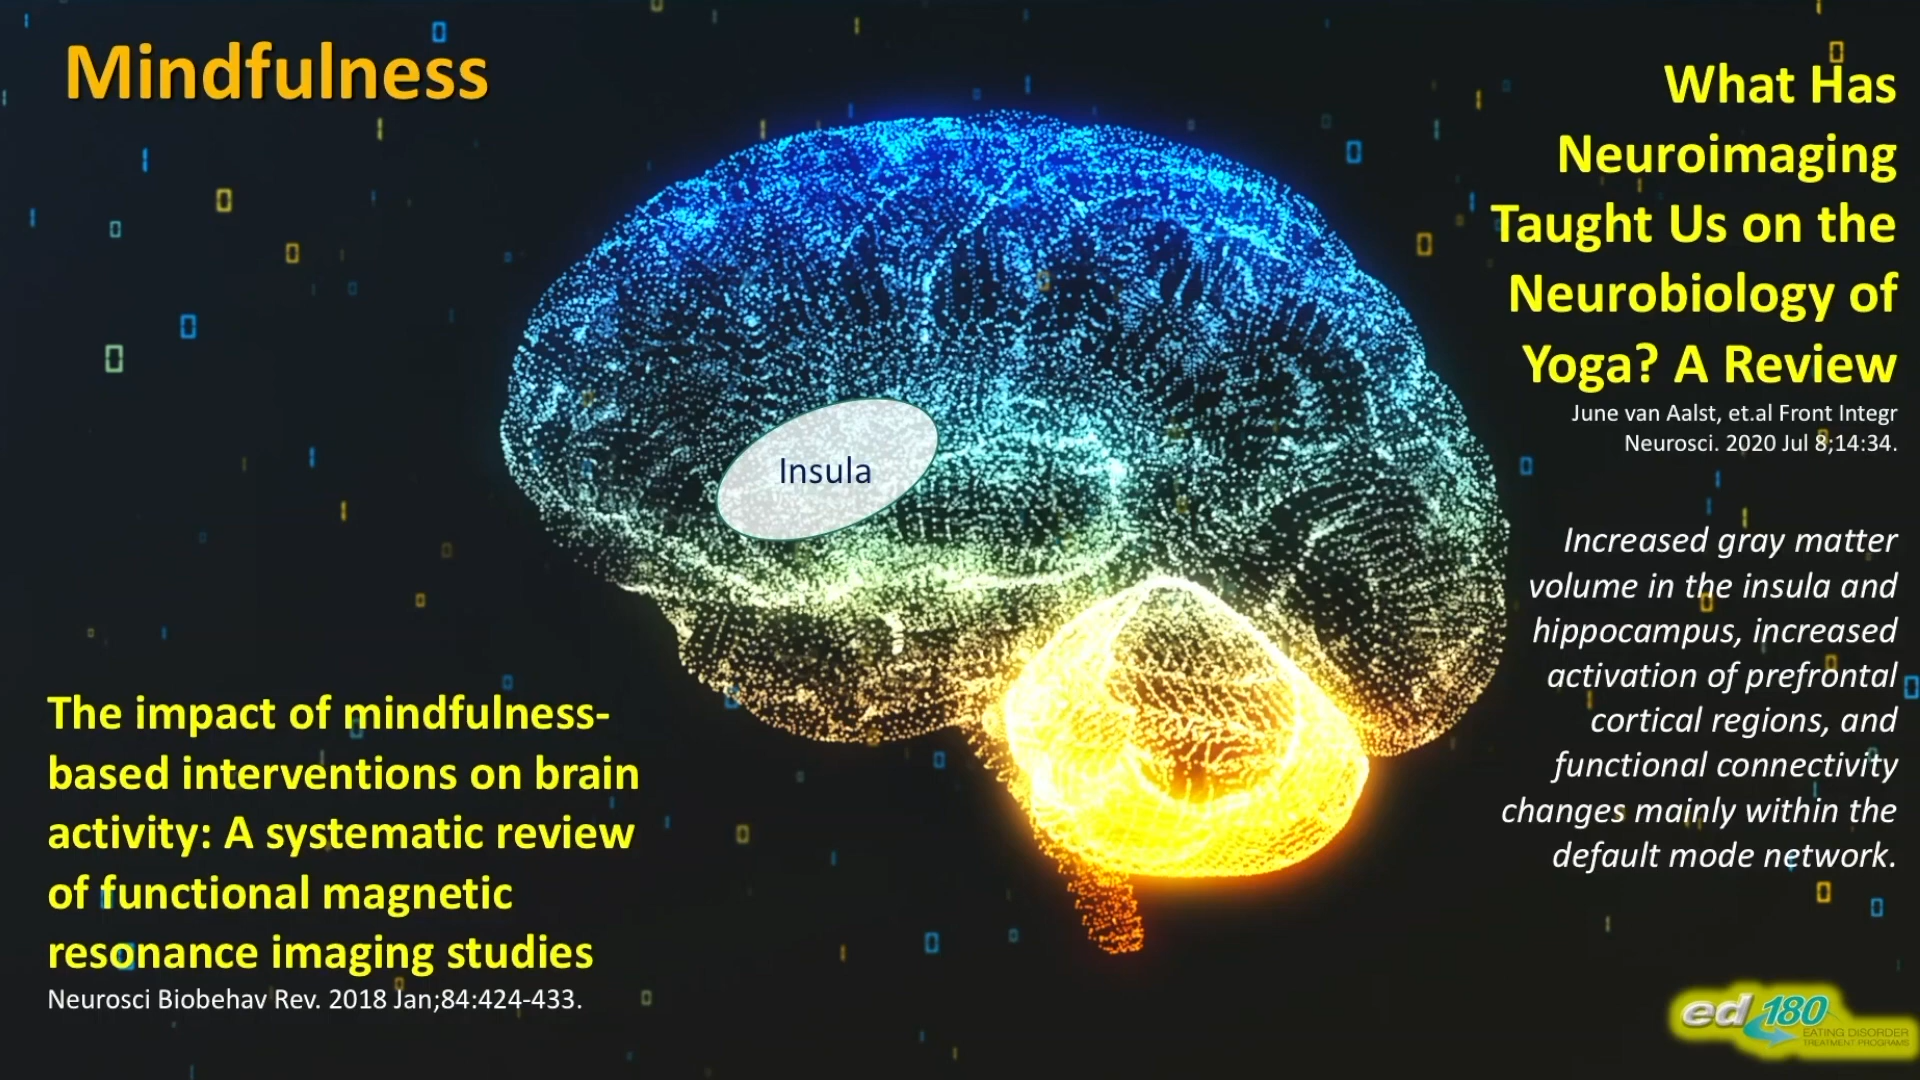 Mindfulness
What Has
Neuroimaging
Taught Us on the
Neurobiology of
Yoga? A Review
June van Aalst, et.al Front Integr
Neurosci. 2020 Jul 8;14:34.
Insula
Increased gray matter
volume in the insula and
hippocampus, increased
activation of prefrontal
cortical regions, and
functional connectivity
changes mainly within the
default mode network.
The impact of mindfulness-
based interventions on brain
activity: A systematic review
of functional magnetic
resonance imaging studies
Neurosci Biobehav Rev. 2018 Jan;84:424-433.
ed 180
EATING DISORDER
TREATMENT PROGRAMS